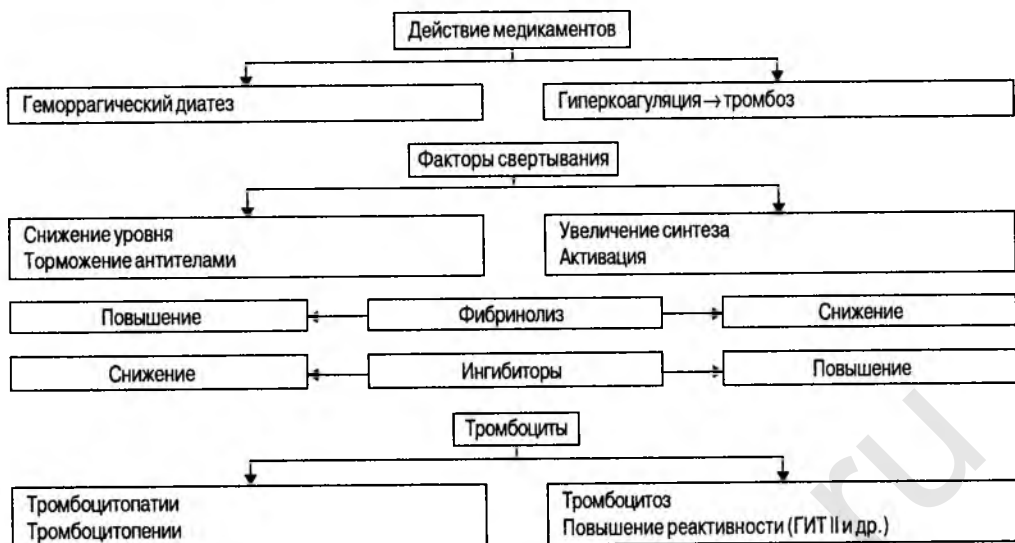 Действие медикаментов
Геморрагический диатез
Гиперкоагуляция → тромбоз
Факторы свертывания
Снижение уровня
Торможение антителами
Увеличение синтеза
Активация
Повышение
Фибринолиз
Снижение
Снижение
Ингибиторы
Повышение
Тромбоциты
Тромбоцитопатии
Тромбоцитопении
Тромбоцитоз
Повышение реактивности (ГИТ II и др.)
ru